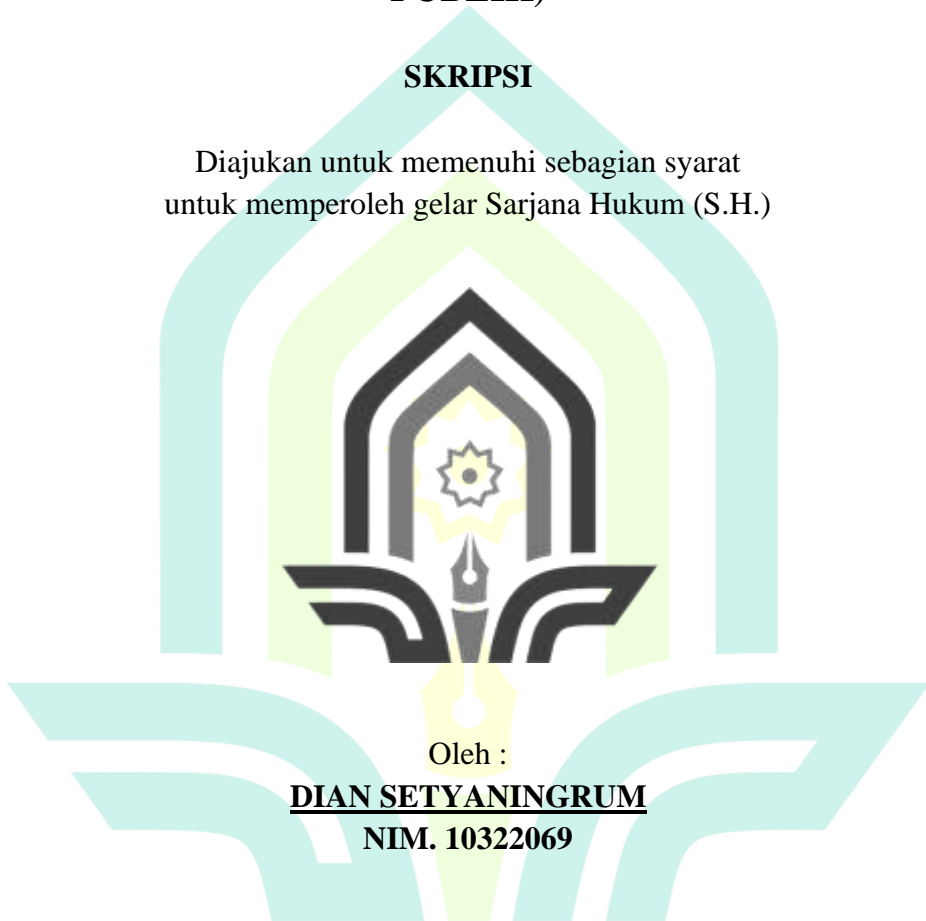 SKRIPSI
Diajukan untuk memenuhi sebagian syarat
untuk memperoleh gelar Sarjana Hukum (S.H.)
Oleh :
DIAN SETYANINGRUM
NIM. 10322069